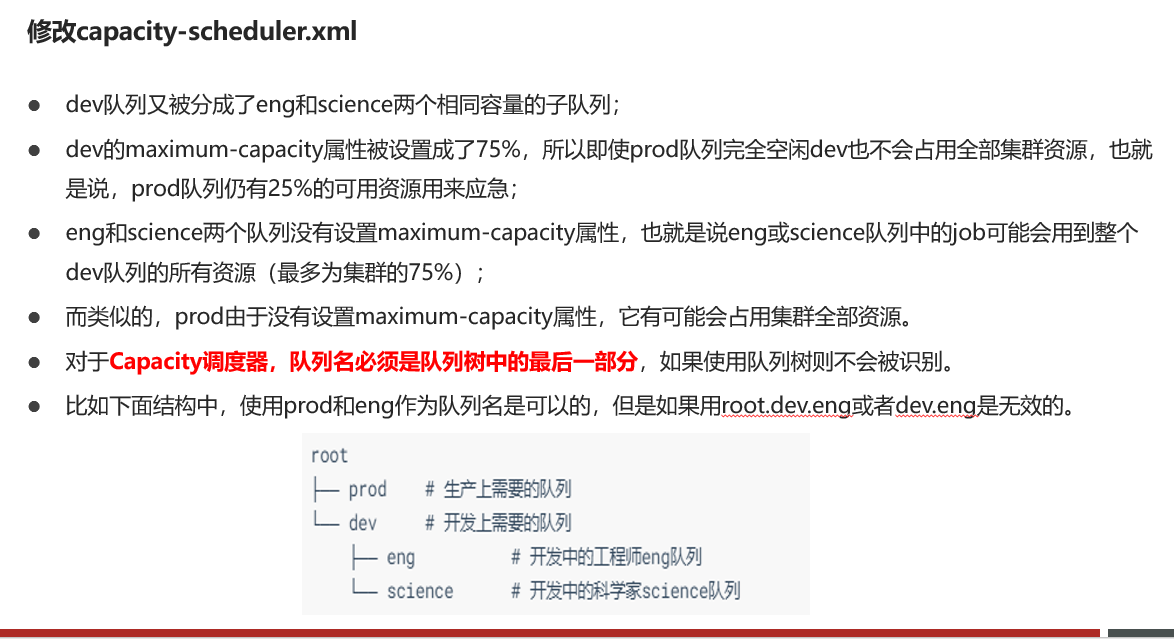 修改capacity-scheduler.xml
● dev队列又被分成了eng和science两个相同容量的子队列；
● dev的maximum-capacity属性被设置成了75%，所以即使prod队列完全空闲dev也不会占用全部集群资源，也就
是说，prod队列仍有25%的可用资源用来应急；
● eng和science两个队列没有设置maximum-capacity属性，也就是说eng或science队列中的job可能会用到整个
dev队列的所有资源（最多为集群的75%）；
● 而类似的，prod由于没有设置maximum-capacity属性，它有可能会占用集群全部资源。
● 对于Capacity调度器，队列名必须是队列树中的最后一部分，如果使用队列树则不会被识别。
● 比如下面结构中，使用prod和eng作为队列名是可以的，但是如果用root.dev.eng或者dev.eng是无效的。
root
├── prod # 生产上需要的队列
└── dev # 开发上需要的队列
├── eng # 开发中的工程师eng队列
└── science # 开发中的科学家science队列